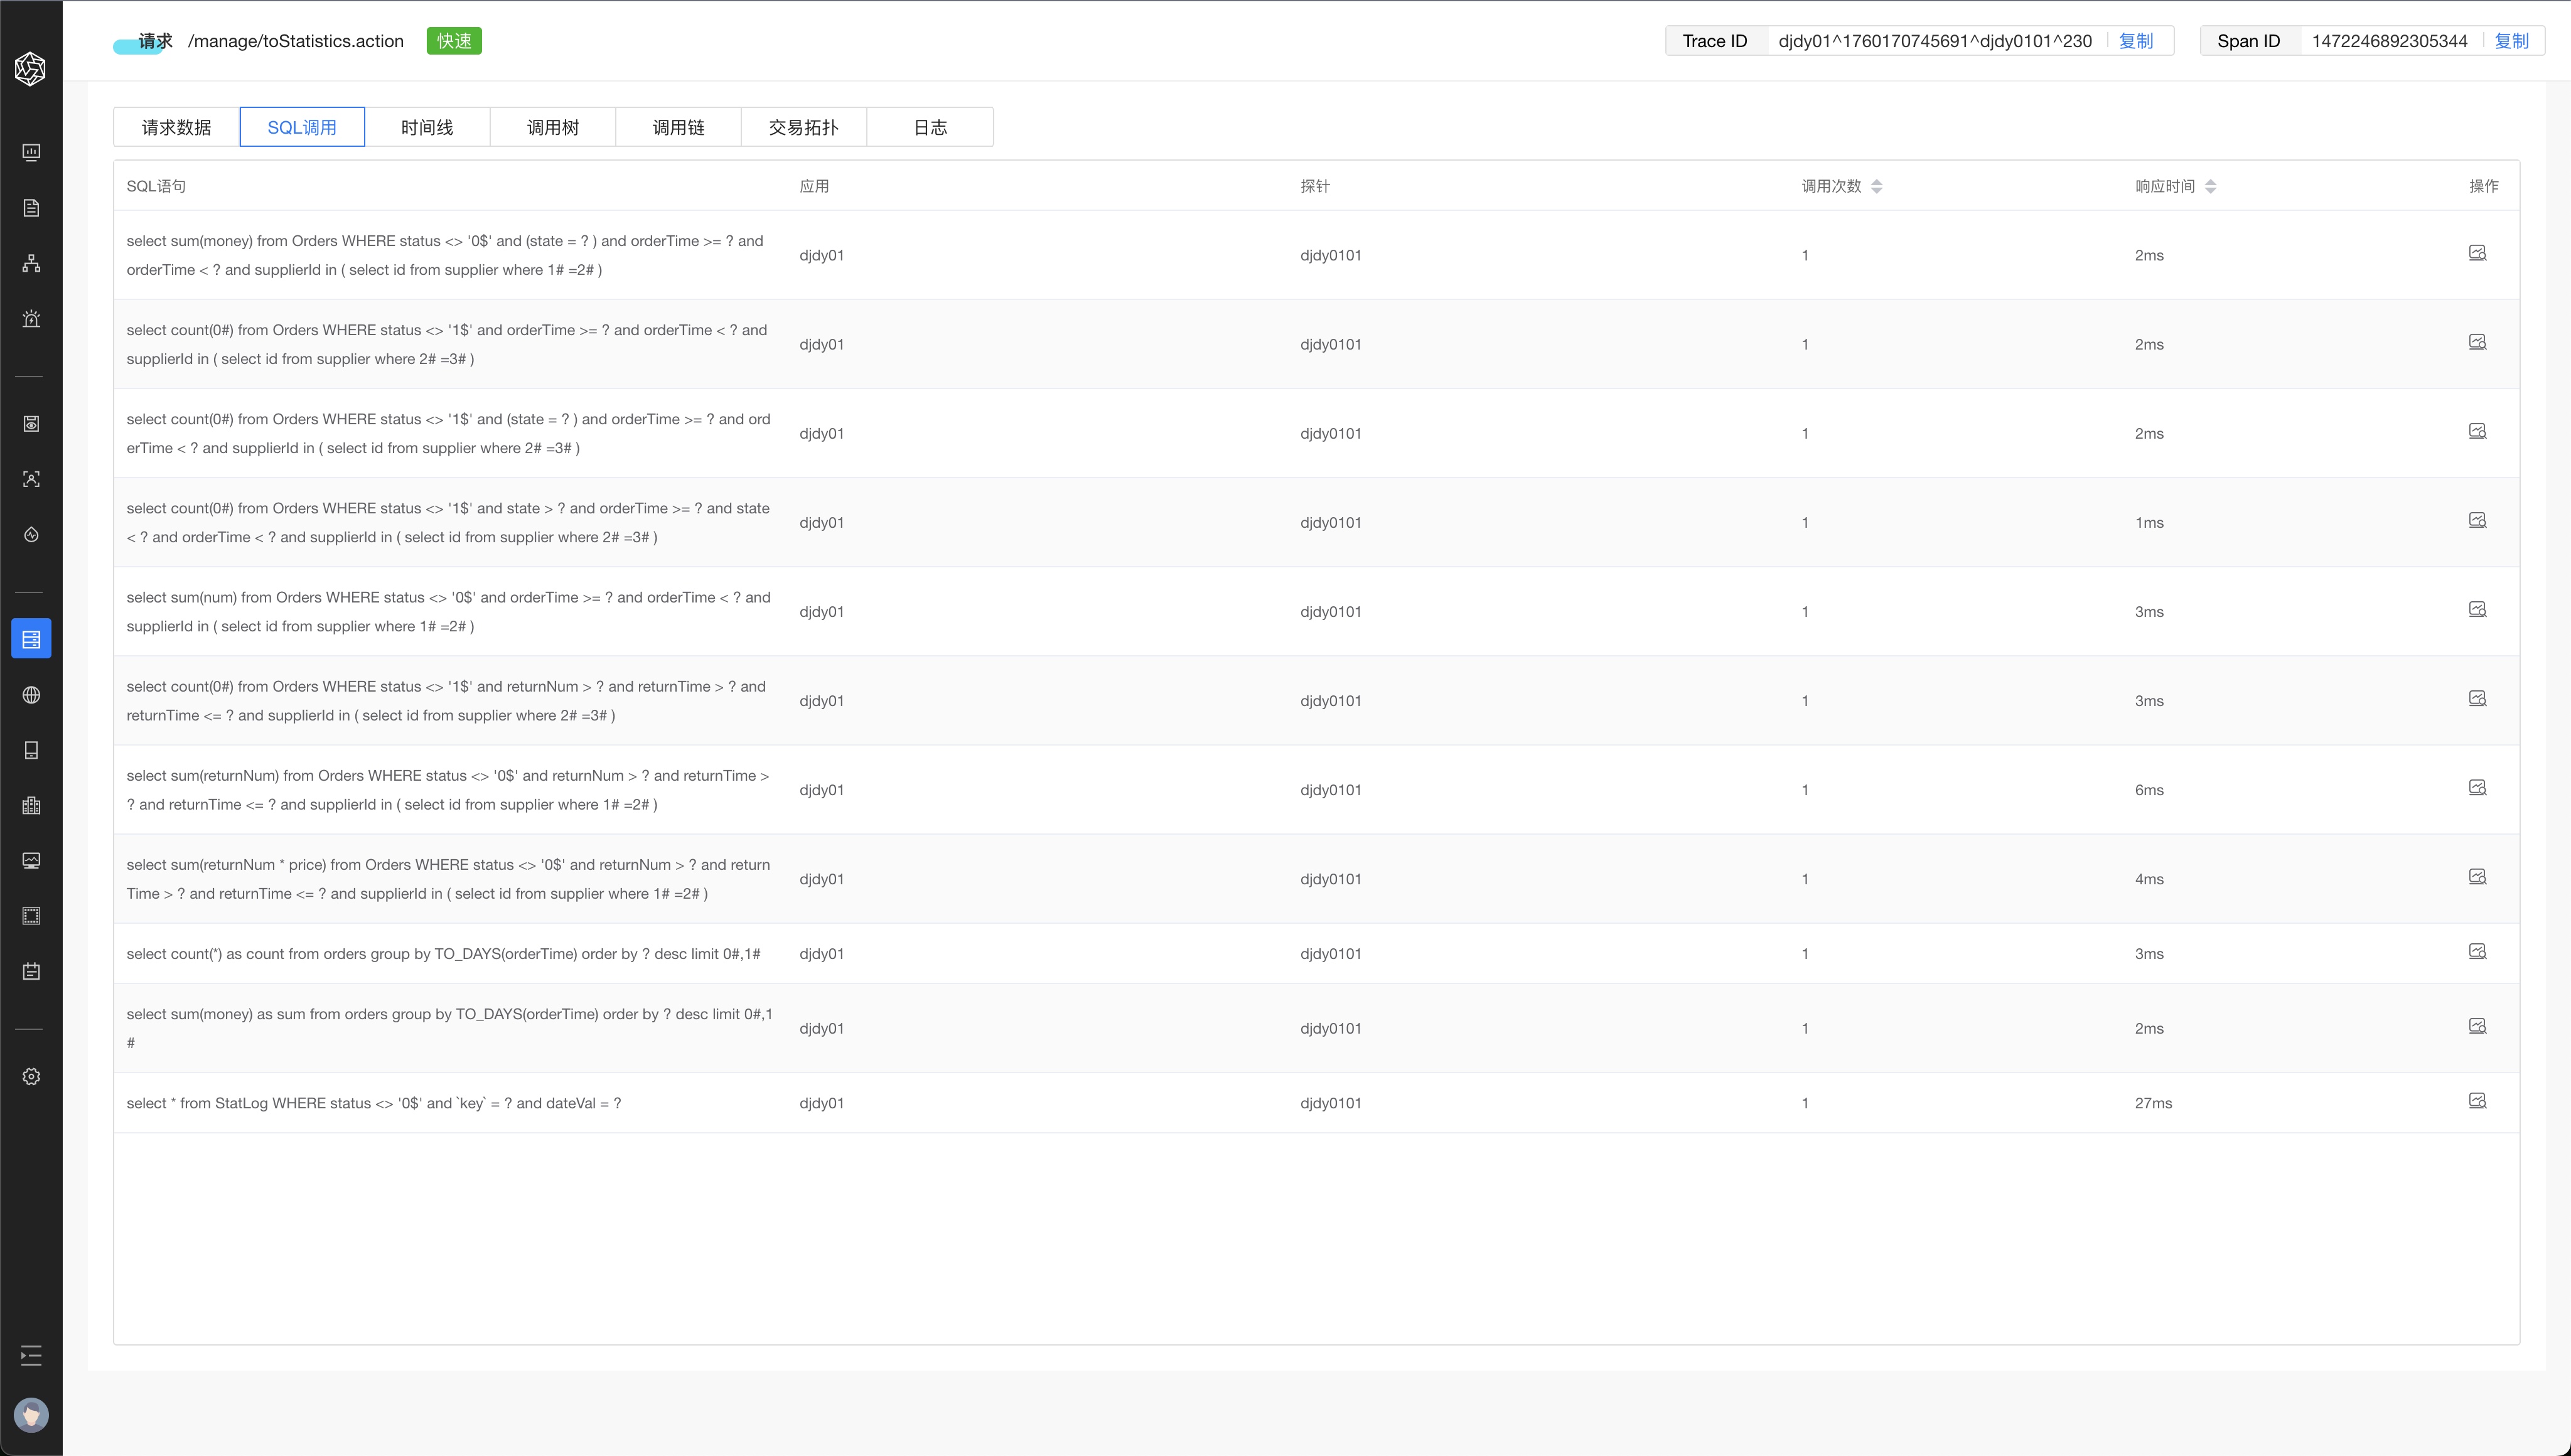 请求 /manage/toStatistics.action 快速 Trace ID djdy01^1760170745691^djdy0101^230 复制 Span ID 1472246892305344 复制
请求数据 SQL调用 时间线 调用树 调用链 交易拓扑 日志
SQL语句 应用 探针 调用次数 响应时间 操作
select sum(money) from Orders WHERE status <> '0$' and (state = ? ) and orderTime >= ? and
orderTime < ? and supplierId in ( select id from supplier where 1# =2# )
djdy01 djdy0101 1 2ms
select count(0#) from Orders WHERE status <> '1$' and orderTime >= ? and orderTime < ? and
supplierId in ( select id from supplier where 2# =3# )
djdy01 djdy0101 1 2ms
select count(0#) from Orders WHERE status <> '1$' and (state = ? ) and orderTime >= ? and ord
erTime < ? and supplierId in ( select id from supplier where 2# =3# )
djdy01 djdy0101 1 2ms
select count(0#) from Orders WHERE status <> '1$' and state > ? and orderTime >= ? and state
< ? and orderTime < ? and supplierId in ( select id from supplier where 2# =3# )
djdy01 djdy0101 1 1ms
select sum(num) from Orders WHERE status <> '0$' and orderTime >= ? and orderTime < ? and
supplierId in ( select id from supplier where 1# =2# )
djdy01 djdy0101 1 3ms
select count(0#) from Orders WHERE status <> '1$' and returnNum > ? and returnTime > ? and
returnTime <= ? and supplierId in ( select id from supplier where 2# =3# )
djdy01 djdy0101 1 3ms
select sum(returnNum) from Orders WHERE status <> '0$' and returnNum > ? and returnTime >
? and returnTime <= ? and supplierId in ( select id from supplier where 1# =2# )
djdy01 djdy0101 1 6ms
select sum(returnNum * price) from Orders WHERE status <> '0$' and returnNum > ? and return
Time > ? and returnTime <= ? and supplierId in ( select id from supplier where 1# =2# )
djdy01 djdy0101 1 4ms
select count(*) as count from orders group by TO_DAYS(orderTime) order by ? desc limit 0#,1# djdy01 djdy0101 1 3ms
select sum(money) as sum from orders group by TO_DAYS(orderTime) order by ? desc limit 0#,1
#
djdy01 djdy0101 1 2ms
select * from StatLog WHERE status <> '0$' and `key` = ? and dateVal = ? djdy01 djdy0101 1 27ms